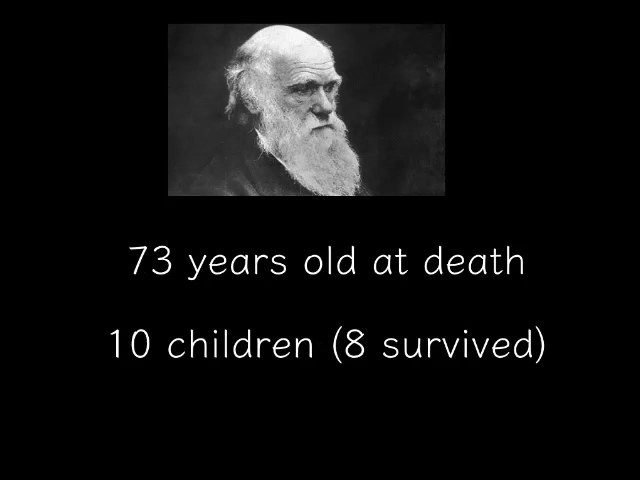 73 years old at death
10 children (8 survived)